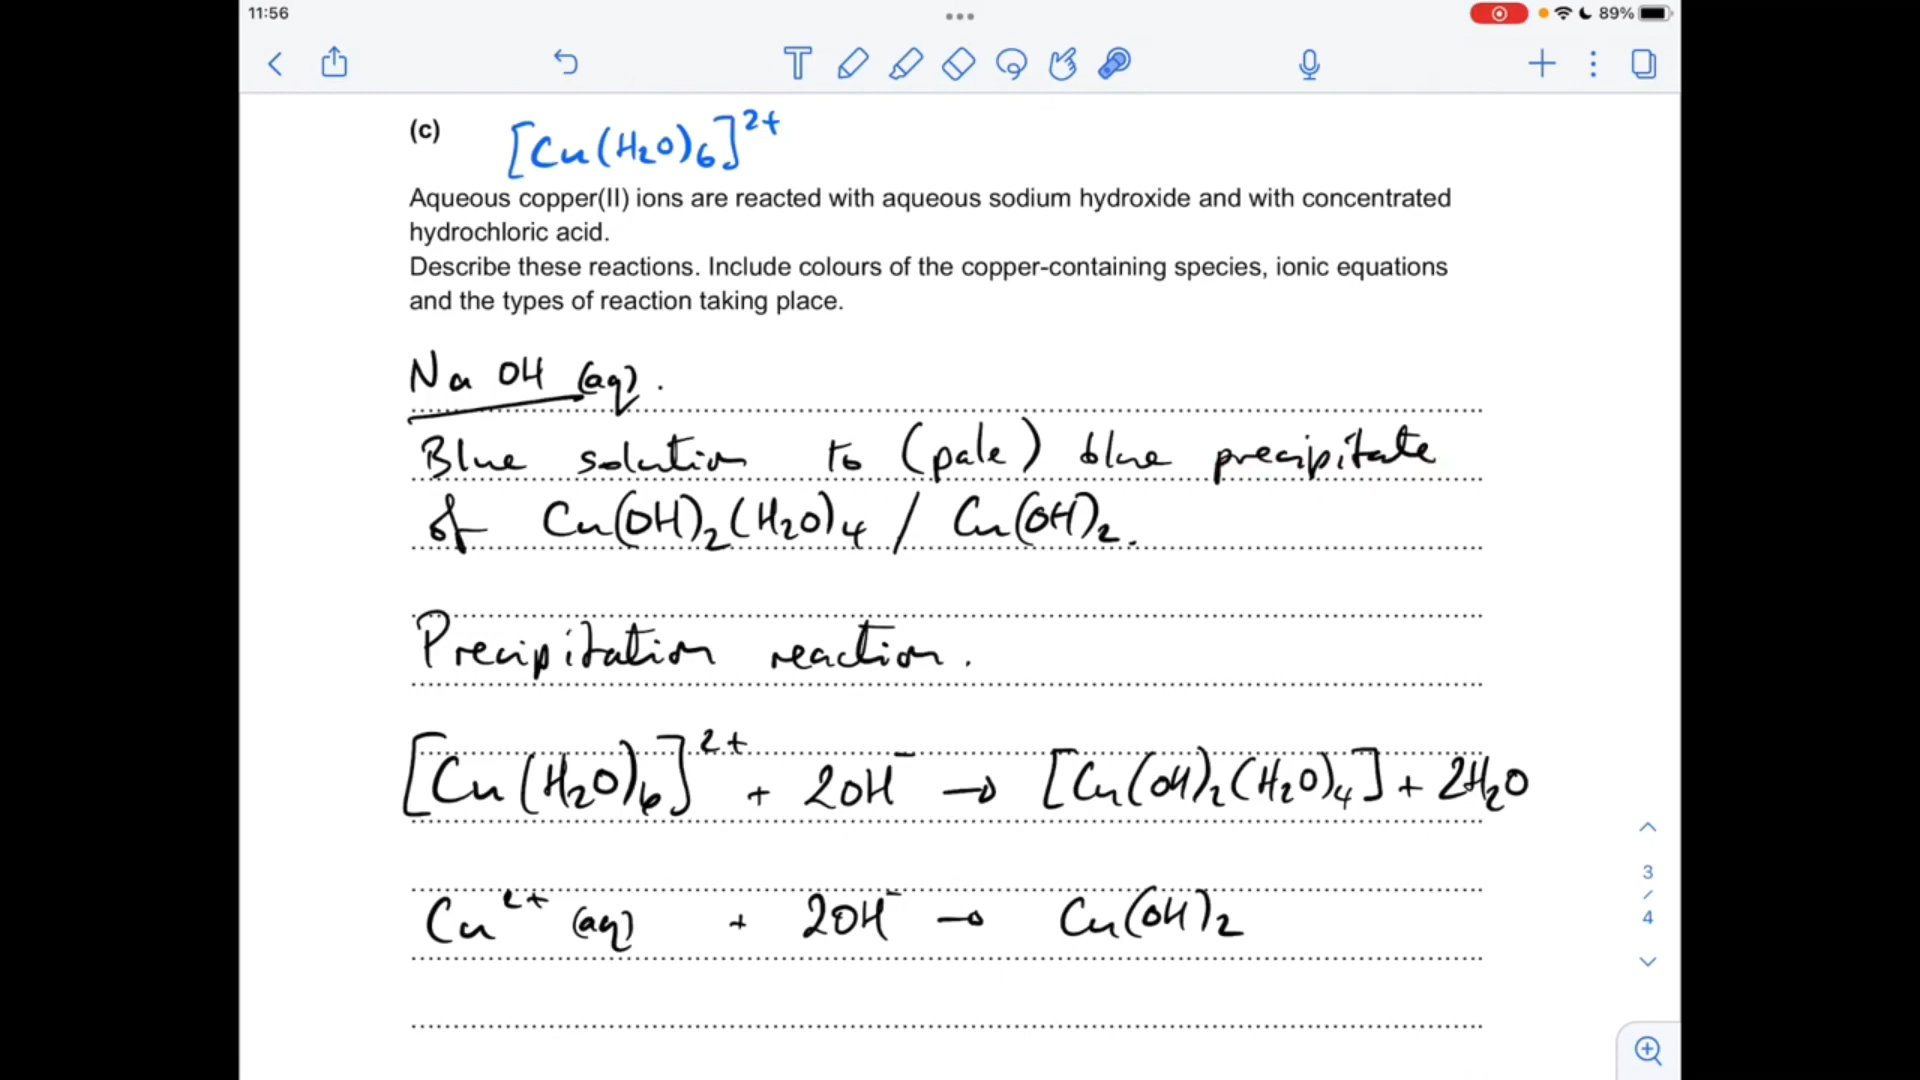 11:56
89%
(c)
[Cu(H₂O)₆]²⁺
Aqueous copper(II) ions are reacted with aqueous sodium hydroxide and with concentrated
hydrochloric acid.
Describe these reactions. Include colours of the copper-containing species, ionic equations
and the types of reaction taking place.
NaOH (aq).
Blue solution to (pale) blue precipitate
of Cu(OH)₂(H₂O)₄ / Cu(OH)₂.
Precipitation reaction.
[Cu(H₂O)₆]²⁺ + 2OH⁻ → [Cu(OH)₂(H₂O)₄] + 2H₂O
Cu²⁺ (aq) + 2OH⁻ → Cu(OH)₂
3
/
4